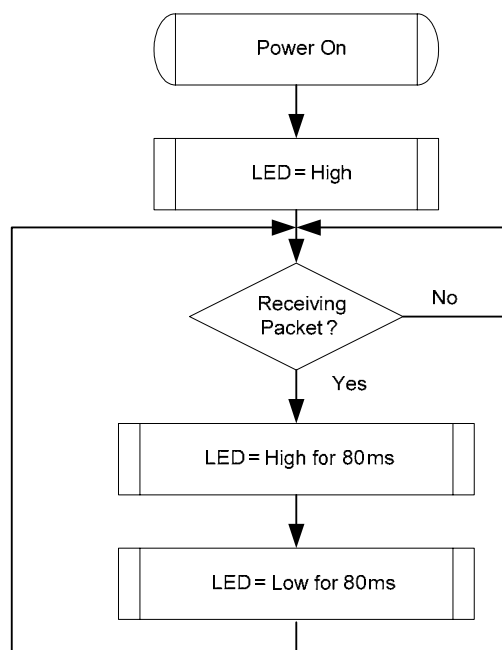 Power On
LED = High
Receiving
Packet ?
No
Yes
LED = High for 80ms
LED = Low for 80ms